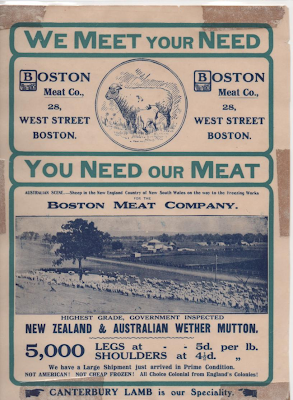 WE MEET YOUR NEED
BOSTON
Meat Co.,
28,
WEST STREET
BOSTON.
BOSTON
Meat Co.,
28,
WEST STREET
BOSTON.
YOU NEED OUR MEAT
AUSTRALIAN SCENE.—Sheep in the New England Country of New South Wales on the way to the Freezing Works
FOR THE
BOSTON MEAT COMPANY.
HIGHEST GRADE, GOVERNMENT INSPECTED
NEW ZEALAND & AUSTRALIAN WETHER MUTTON.
5,000 LEGS at - - 5d. per lb.
SHOULDERS at 4½d. „
We have a Large Shipment just arrived in Prime Condition.
NOT AMERICAN! NOT CHEAP FROZEN! All Choice Colonial from England's Colonies!
CANTERBURY LAMB is our Speciality.